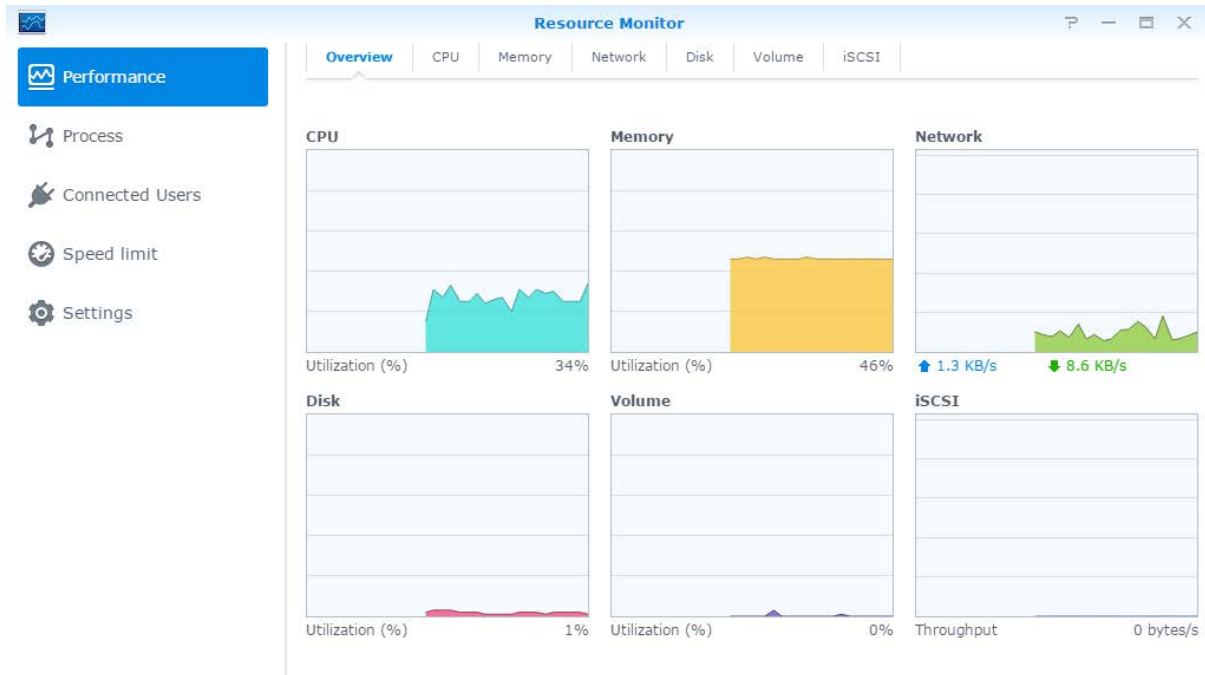 Resource Monitor
Performance
Process
Connected Users
Speed limit
Settings
Overview CPU Memory Network Disk Volume iSCSI
CPU Memory Network
Utilization (%) 34% Utilization (%) 46% 1.3 KB/s 8.6 KB/s
Disk Volume iSCSI
Utilization (%) 1% Utilization (%) 0% Throughput 0 bytes/s